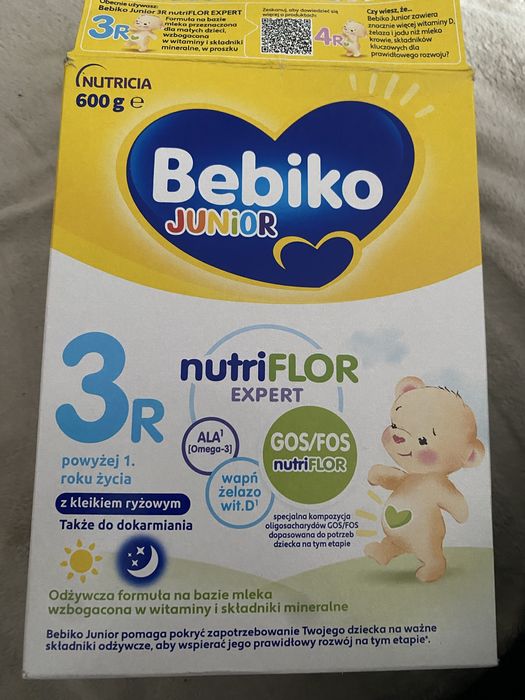 Obecnie używasz:
Bebiko Junior 3R nutriFLOR EXPERT
3R
Formuła na bazie
mleka przeznaczona
dla małych dzieci,
wzbogacona
w witaminy i składniki
mineralne, w proszku
Zeskanuj, aby dowiedzieć się
więcej o produktach:
4R
Czy wiesz, że...
Bebiko Junior zawiera
znacznie więcej witaminy D,
żelaza i jodu niż mleko
krowie, składników
kluczowych dla
prawidłowego rozwoju?
NUTRICIA
600 g e
Bebiko
JUNiOR
3R
powyżej 1.
roku życia
z kleikiem ryżowym
Także do dokarmiania
nutriFLOR
EXPERT
ALA¹
[Omega-3]
wapń
żelazo
wit.D¹
GOS/FOS
nutriFLOR
specjalna kompozycja
oligosacharydów GOS/FOS
dopasowana do potrzeb
dziecka na tym etapie
Odżywcza formuła na bazie mleka
wzbogacona w witaminy i składniki mineralne
Bebiko Junior pomaga pokryć zapotrzebowanie Twojego dziecka na ważne
składniki odżywcze, aby wspierać jego prawidłowy rozwój na tym etapie*.